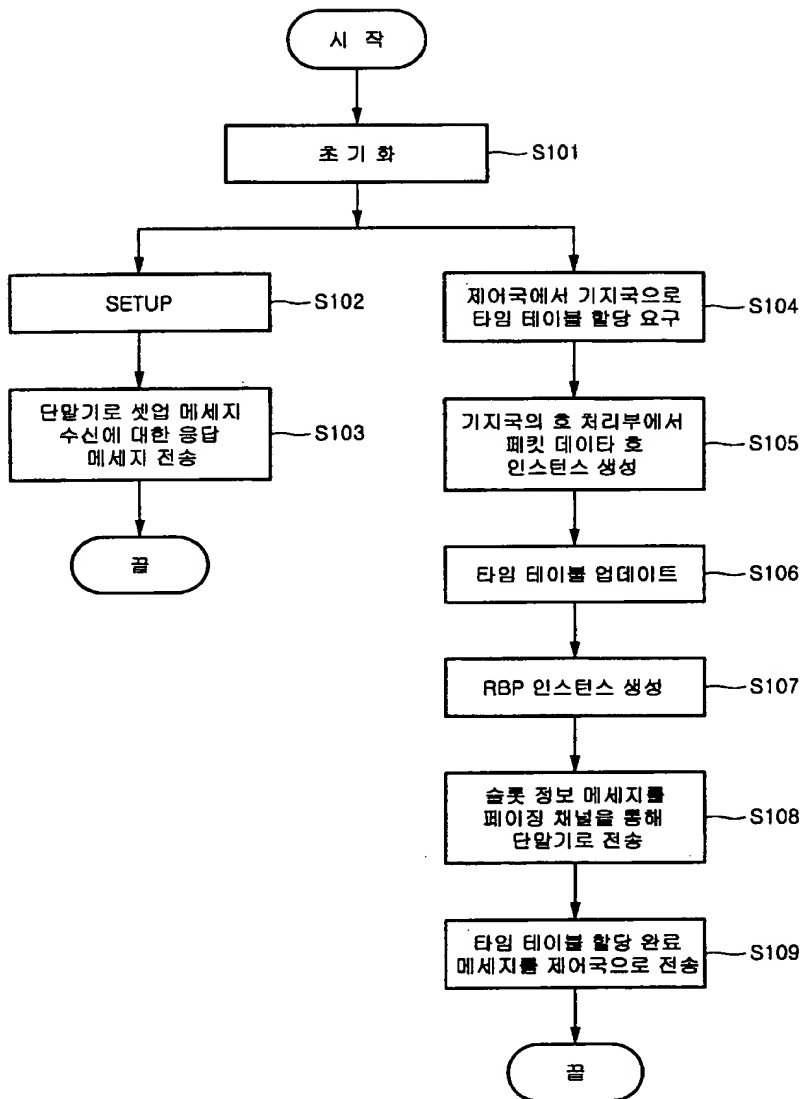 시 작
초 기 화
S101
SETUP
S102
단말기로 셋업 메세지
수신에 대한 응답
메세지 전송
S103
끝
제어국에서 기지국으로
타임 테이블 할당 요구
S104
기지국의 호 처리부에서
패킷 데이타 호
인스턴스 생성
S105
타임 테이블 업데이트
S106
RBP 인스턴스 생성
S107
슬롯 정보 메세지를
페이징 채널을 통해
단말기로 전송
S108
타임 테이블 할당 완료
메세지를 제어국으로 전송
S109
끝